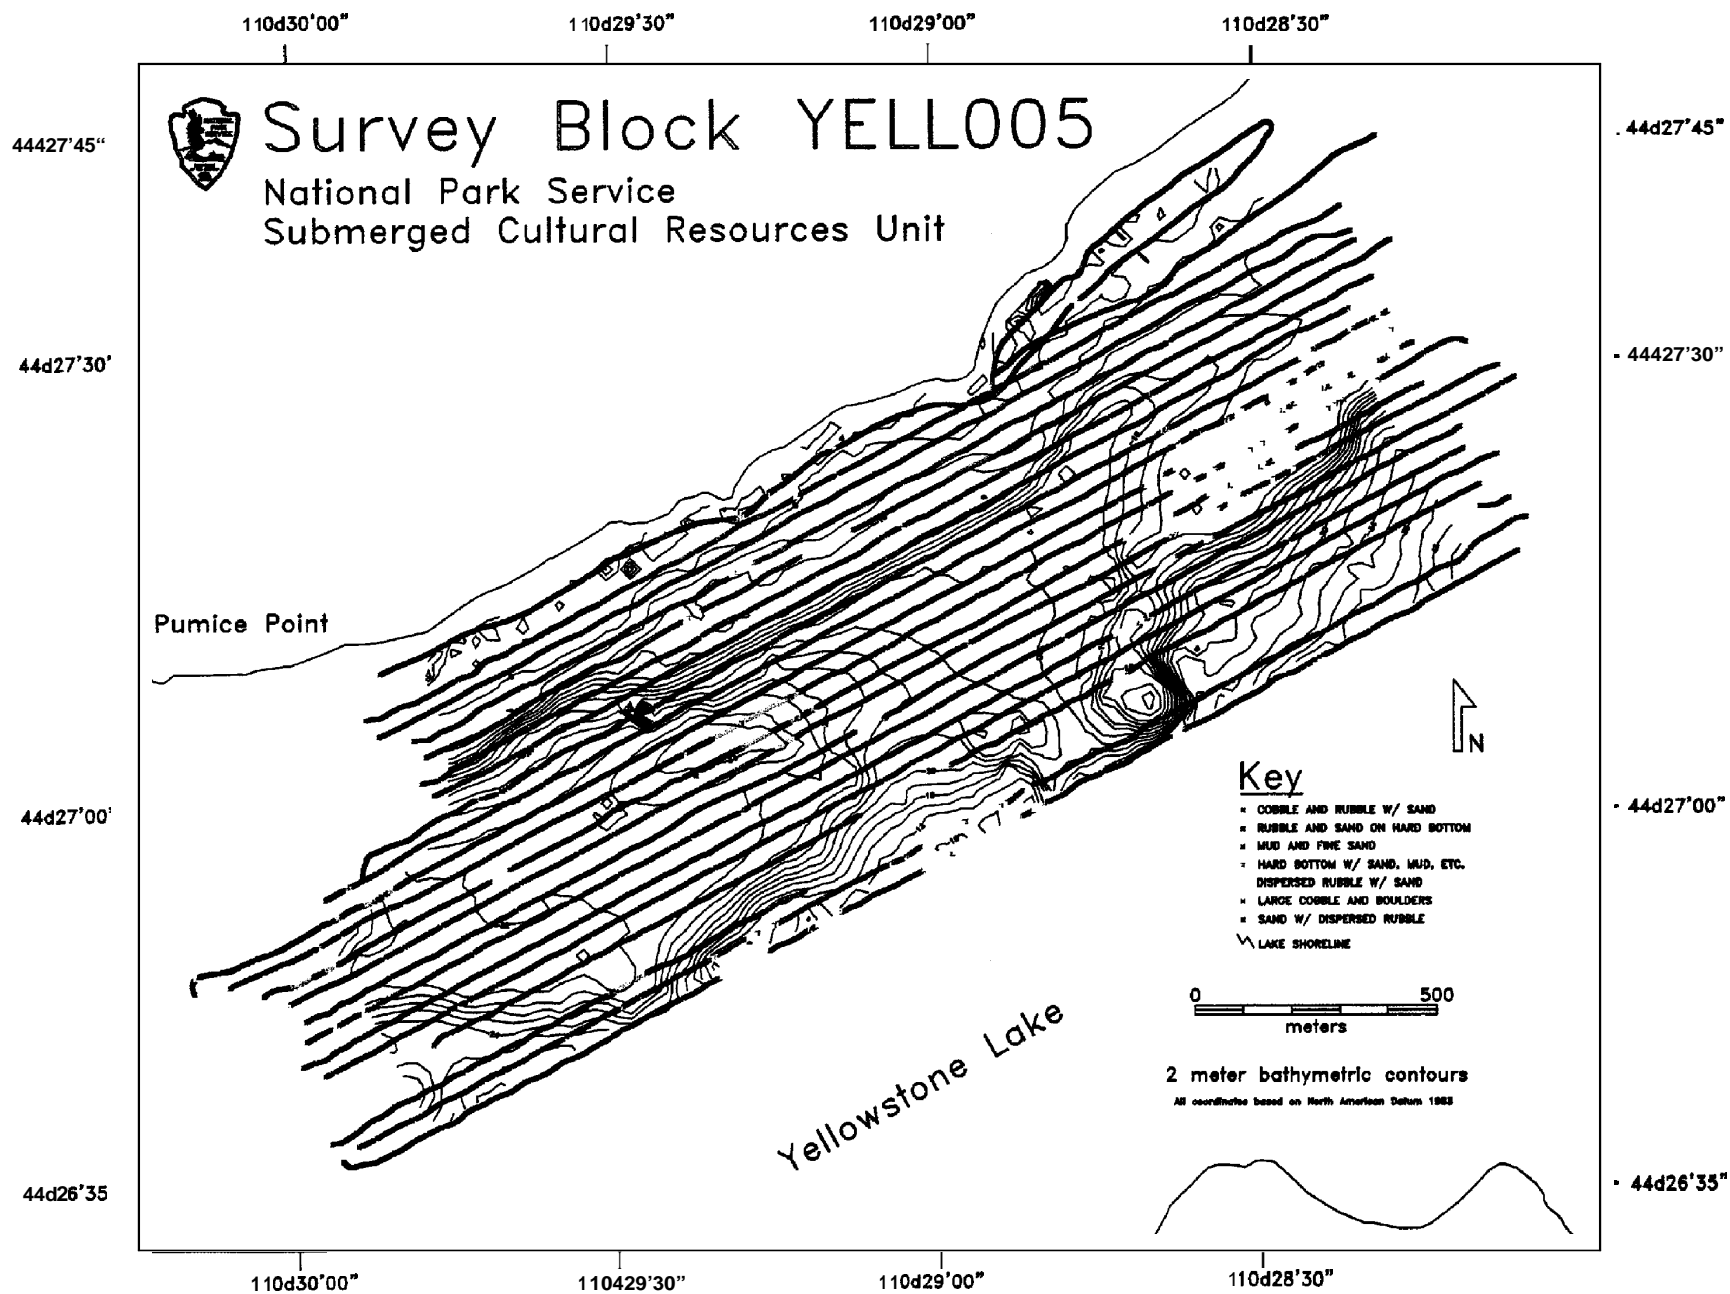 110d30'00" 110d29'30" 110d29'00" 110d28'30"
Survey Block YELL005
National Park Service
Submerged Cultural Resources Unit
44427'45" . 44d27'45"
44d27'30' 44427'30"
Pumice Point
N
Key
COBBLE AND RUBBLE W/ SAND
RUBBLE AND SAND ON HARD BOTTOM
MUD AND FINE SAND
HARD BOTTOM W/ SAND, MUD, ETC.
DISPERSED RUBBLE W/ SAND
LARGE COBBLE AND BOULDERS
SAND W/ DISPERSED RUBBLE
LAKE SHORELINE
44d27'00' 44d27'00"
0 500
meters
Yellowstone Lake
2 meter bathymetric contours
All coordinates based on North American Datum 1983
44d26'35 44d26'35"
110d30'00" 110429'30" 110d29'00" 110d28'30"